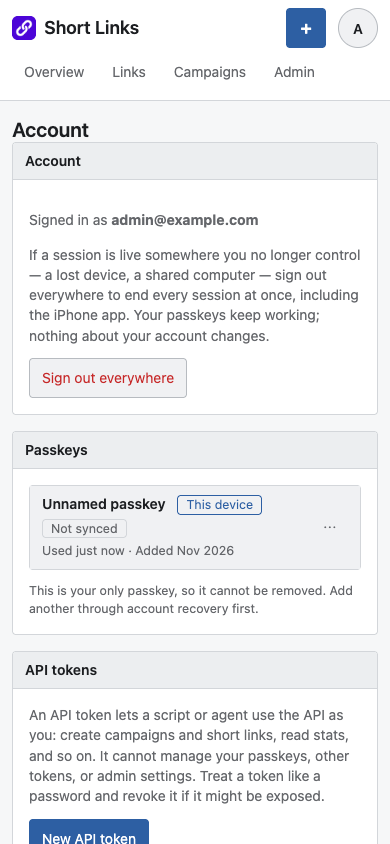 Short Links
+
A
Overview
Links
Campaigns
Admin
Account
Account
Signed in as admin@example.com
If a session is live somewhere you no longer control
— a lost device, a shared computer — sign out
everywhere to end every session at once, including
the iPhone app. Your passkeys keep working;
nothing about your account changes.
Sign out everywhere
Passkeys
Unnamed passkey This device
Not synced
...
Used just now · Added Nov 2026
This is your only passkey, so it cannot be removed. Add
another through account recovery first.
API tokens
An API token lets a script or agent use the API as
you: create campaigns and short links, read stats,
and so on. It cannot manage your passkeys, other
tokens, or admin settings. Treat a token like a
password and revoke it if it might be exposed.
New API token